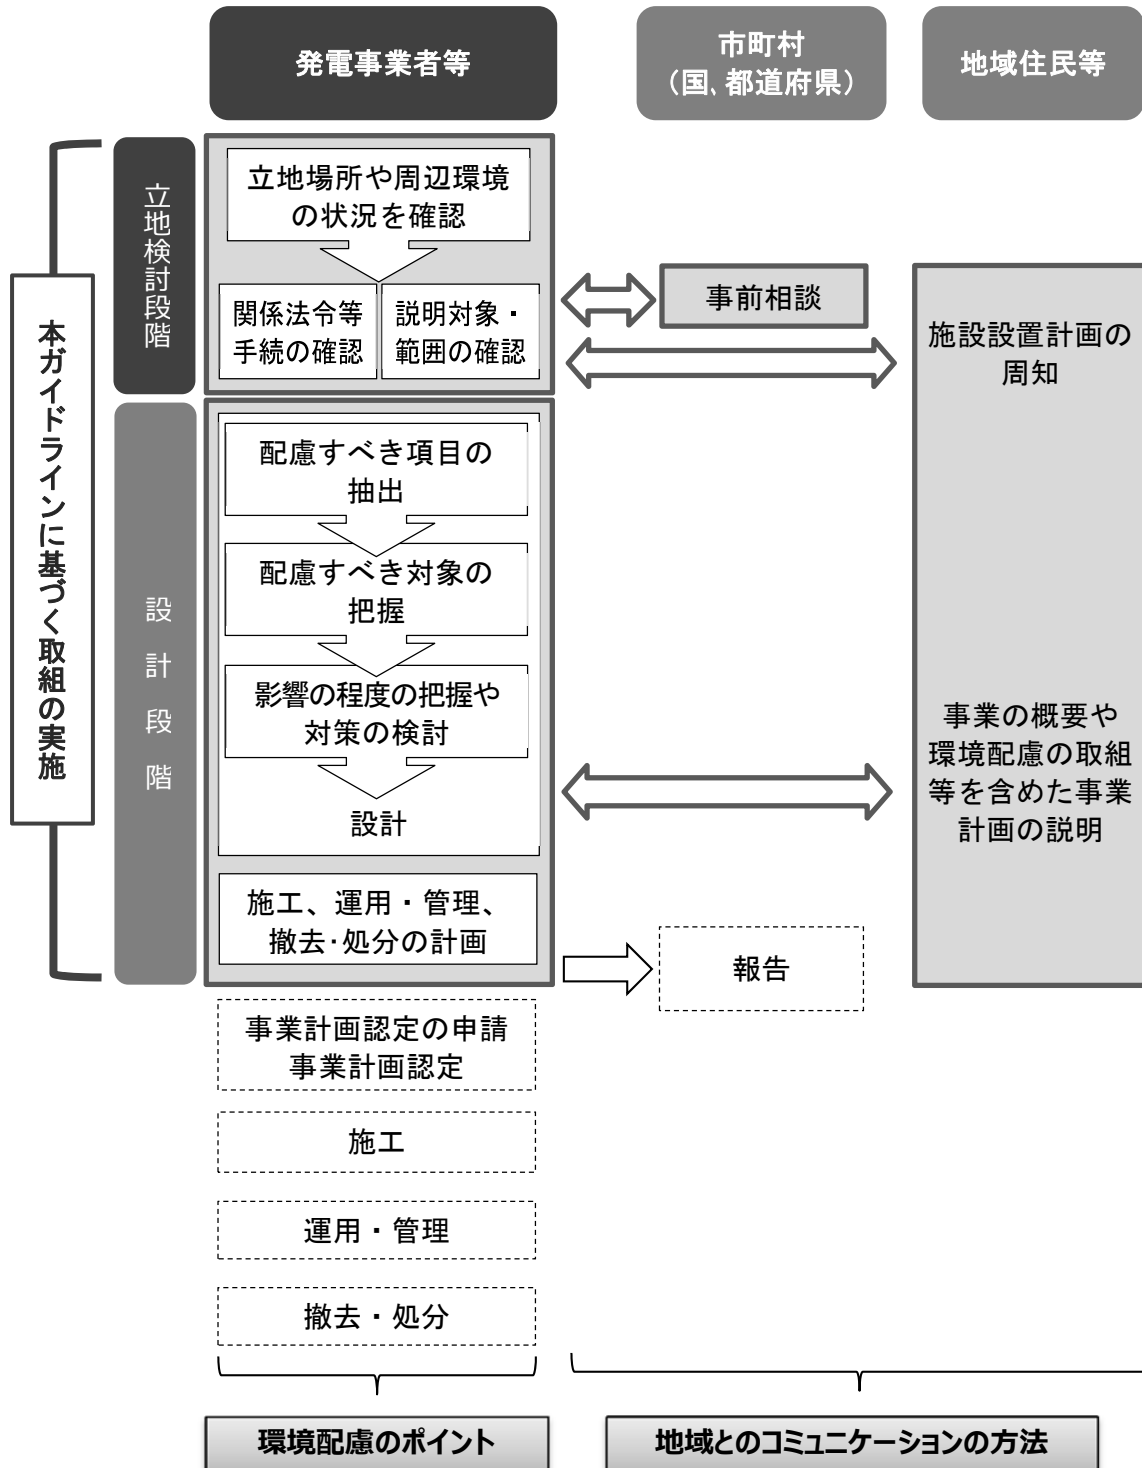 発電事業者等
市町村
（国、都道府県）
地域住民等
本ガイドラインに基づく取組の実施
立地検討段階
立地場所や周辺環境
の状況を確認
関係法令等
手続の確認
説明対象・
範囲の確認
事前相談
施設設置計画の
周知
設計段階
配慮すべき項目の
抽出
配慮すべき対象の
把握
影響の程度の把握や
対策の検討
設計
事業の概要や
環境配慮の取組
等を含めた事業
計画の説明
施工、運用・管理、
撤去・処分の計画
報告
事業計画認定の申請
事業計画認定
施工
運用・管理
撤去・処分
環境配慮のポイント
地域とのコミュニケーションの方法